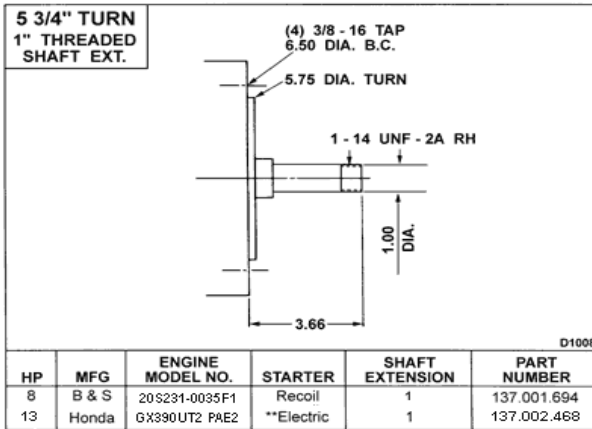 5 3/4" TURN
1" THREADED
SHAFT EXT.
(4) 3/8 - 16 TAP
6.50 DIA. B.C.
5.75 DIA. TURN
1 - 14 UNF - 2A RH
1.00
DIA.
3.66
D1008
HP MFG ENGINE MODEL NO. STARTER SHAFT EXTENSION PART NUMBER
8 B & S 20S231-0035F1 Recoil 1 137.001.694
13 Honda GX390UT2 PAE2 **Electric 1 137.002.468